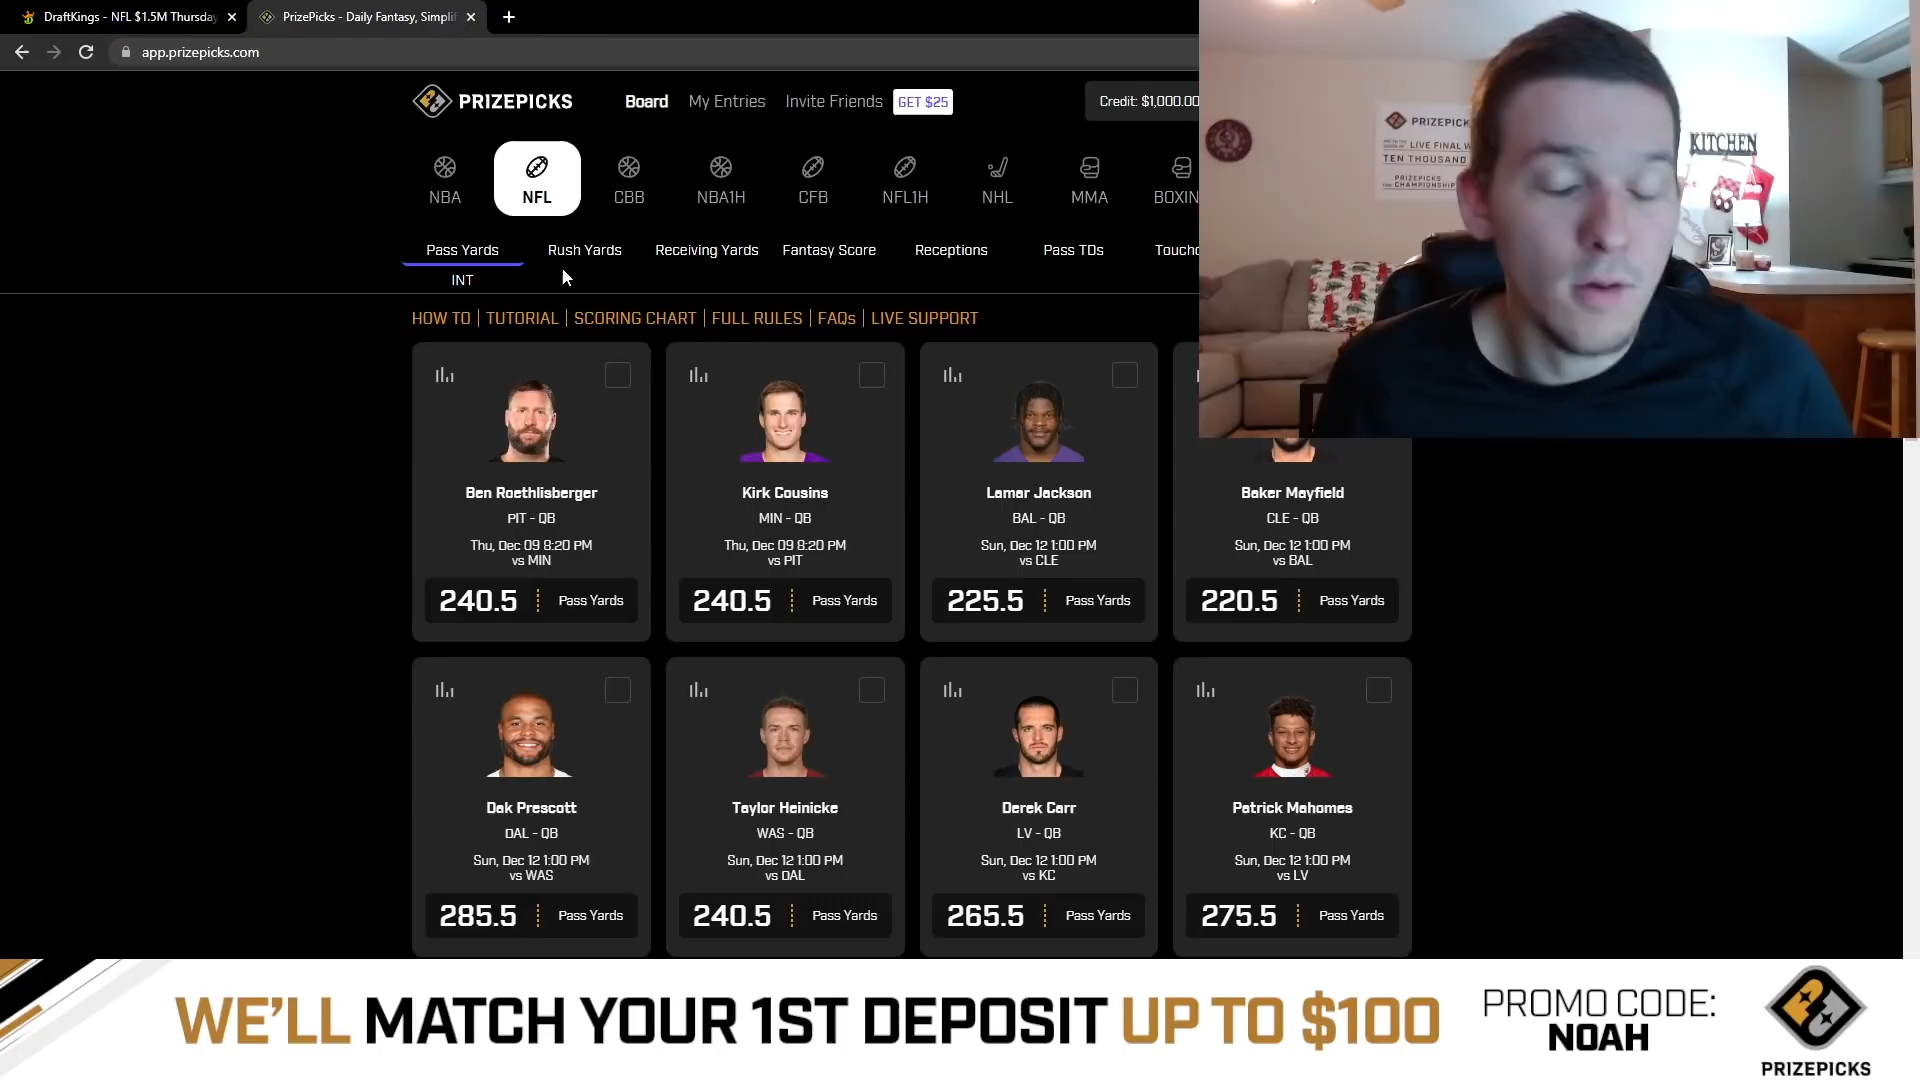 DraftKings - NFL $1.5M Thursday
PrizePicks - Daily Fantasy, Simplif
app.prizepicks.com
PRIZEPICKS
Board
My Entries
Invite Friends
GET $25
Credit: $1,000.00
NBA
NFL
CBB
NBA1H
CFB
NFL1H
NHL
MMA
BOXIN
Pass Yards
Rush Yards
Receiving Yards
Fantasy Score
Receptions
Pass TDs
Touchd
INT
HOW TO | TUTORIAL | SCORING CHART | FULL RULES | FAQs | LIVE SUPPORT
Ben Roethlisberger
PIT - QB
Thu, Dec 09 8:20 PM
vs MIN
240.5 Pass Yards
Kirk Cousins
MIN - QB
Thu, Dec 09 8:20 PM
vs PIT
240.5 Pass Yards
Lamar Jackson
BAL - QB
Sun, Dec 12 1:00 PM
vs CLE
225.5 Pass Yards
Baker Mayfield
CLE - QB
Sun, Dec 12 1:00 PM
vs BAL
220.5 Pass Yards
Dak Prescott
DAL - QB
Sun, Dec 12 1:00 PM
vs WAS
285.5 Pass Yards
Taylor Heinicke
WAS - QB
Sun, Dec 12 1:00 PM
vs DAL
240.5 Pass Yards
Derek Carr
LV - QB
Sun, Dec 12 1:00 PM
vs KC
265.5 Pass Yards
Patrick Mahomes
KC - QB
Sun, Dec 12 1:00 PM
vs LV
275.5 Pass Yards
PRIZEPICK
LIVE FINAL W
TEN THOUSAND
PRIZEPICKS
CHAMPIONSHIP
KITCHEN
WE'LL MATCH YOUR 1ST DEPOSIT UP TO $100
PROMO CODE:
NOAH
PRIZEPICKS